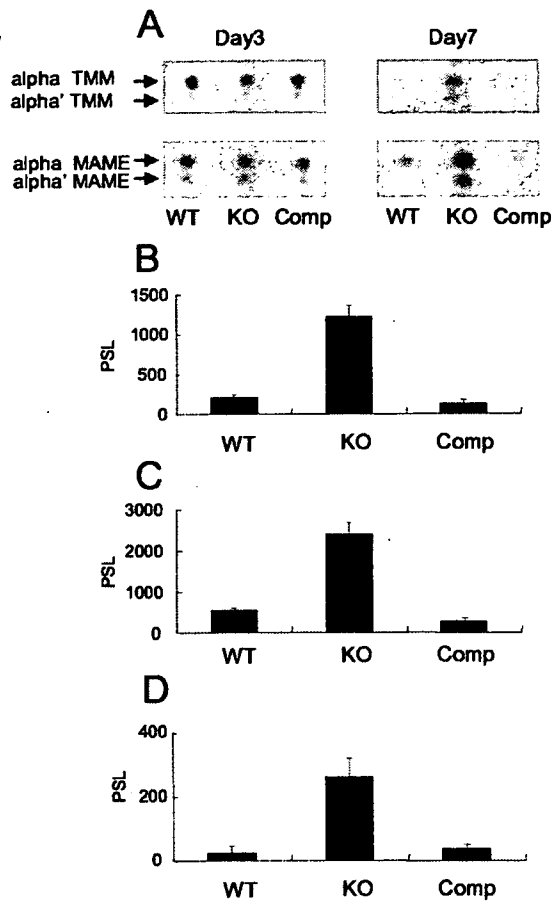 A
Day3 Day7
alpha TMM
alpha' TMM
alpha MAME
alpha' MAME
WT KO Comp WT KO Comp
B
1500
1000
500
0
PSL
WT KO Comp
C
3000
2000
1000
0
PSL
WT KO Comp
D
400
200
0
PSL
WT KO Comp